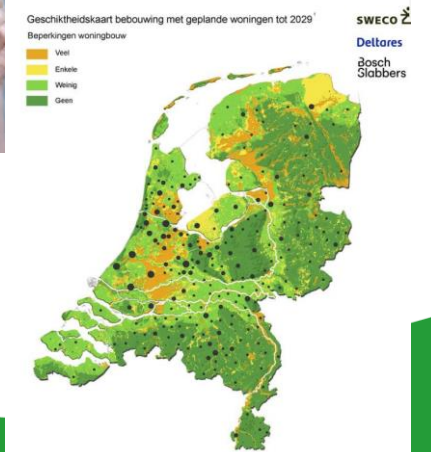 Geschiktheidskaart bebouwing met geplande woningen tot 2029*
Beperkingen woningbouw
Veel
Enkele
Weinig
Geen
SWECO
Deltares
Bosch
Slabbers